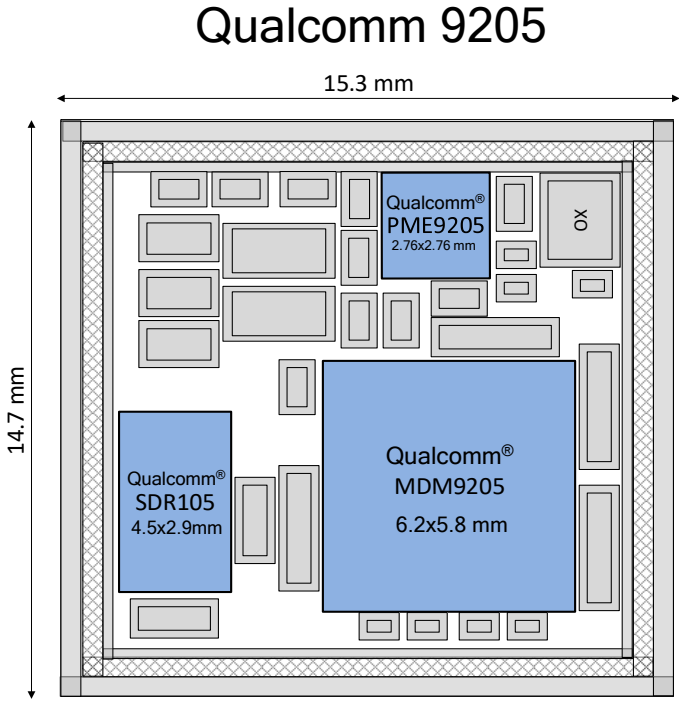 Qualcomm 9205
15.3 mm
14.7 mm
Qualcomm®
PME9205
2.76x2.76 mm
XO
Qualcomm®
MDM9205
6.2x5.8 mm
Qualcomm®
SDR105
4.5x2.9mm